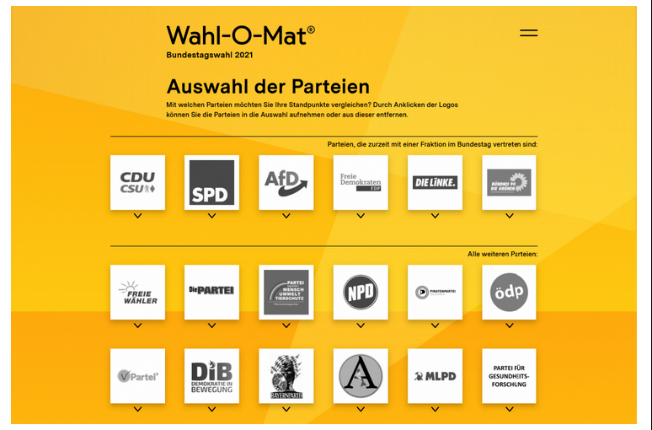 Wahl-O-Mat®
Bundestagswahl 2021
Auswahl der Parteien
Mit welchen Parteien möchten Sie Ihre Standpunkte vergleichen? Durch Anklicken der Logos
können Sie die Parteien in die Auswahl aufnehmen oder aus dieser entfernen.
Parteien, die zurzeit mit einer Fraktion im Bundestag vertreten sind:
CDU
CSU
SPD
AfD
Freie
Demokraten
FDP
DIE LINKE.
BÜNDNIS 90
DIE GRÜNEN
Alle weiteren Parteien:
FREIE
WÄHLER
Die PARTEI
PARTEI
MENSCH
UMWELT
TIERSCHUTZ
NPD
PIRATENPARTEI
ödp
V Partei³
DiB
DEMOKRATIE IN
BEWEGUNG
BAYERNPARTEI
A
MLPD
PARTEI FÜR
GESUNDHEITS-
FORSCHUNG